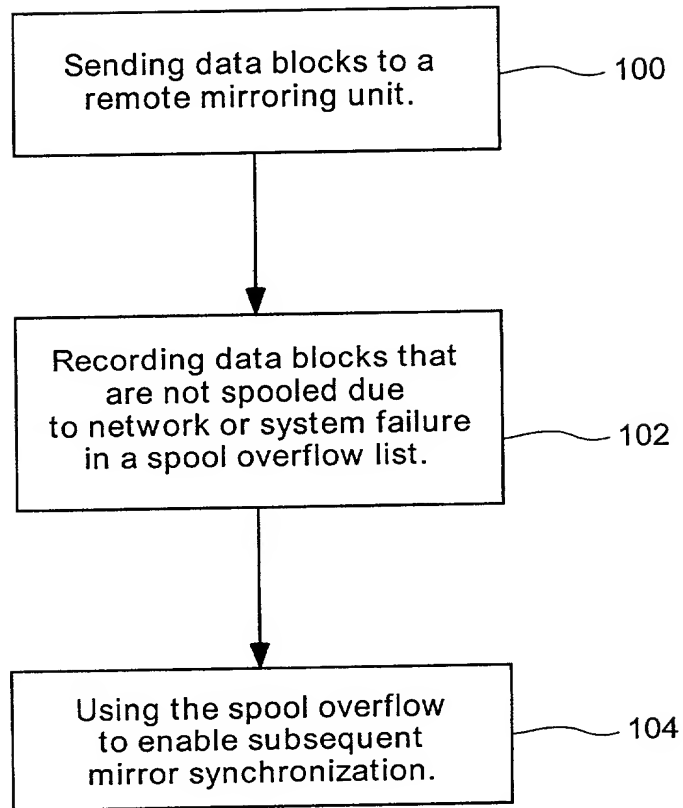 Sending data blocks to a
remote mirroring unit.
100
Recording data blocks that
are not spooled due
to network or system failure
in a spool overflow list.
102
Using the spool overflow
to enable subsequent
mirror synchronization.
104